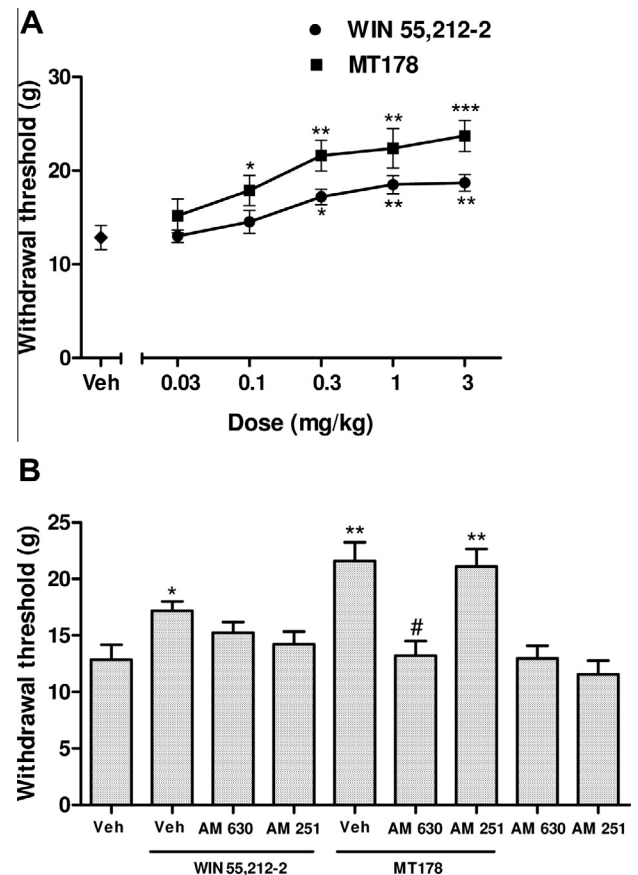 A
WIN 55,212-2
MT178
Withdrawal threshold (g)
30
20
10
0
*
**
**
***
*
**
**
Veh
0.03
0.1
0.3
1
3
Dose (mg/kg)
B
Withdrawal threshold (g)
25
20
15
10
5
0
*
**
#
**
Veh
Veh
AM 630
AM 251
Veh
AM 630
AM 251
AM 630
AM 251
WIN 55,212-2
MT178